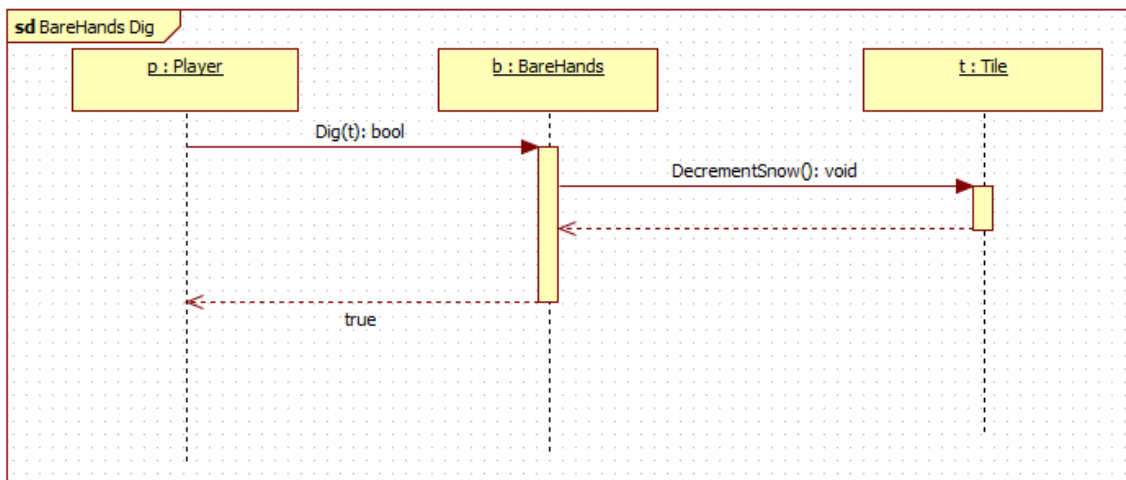 sd BareHands Dig
p : Player
b : BareHands
t : Tile
Dig(t): bool
DecrementSnow(): void
true